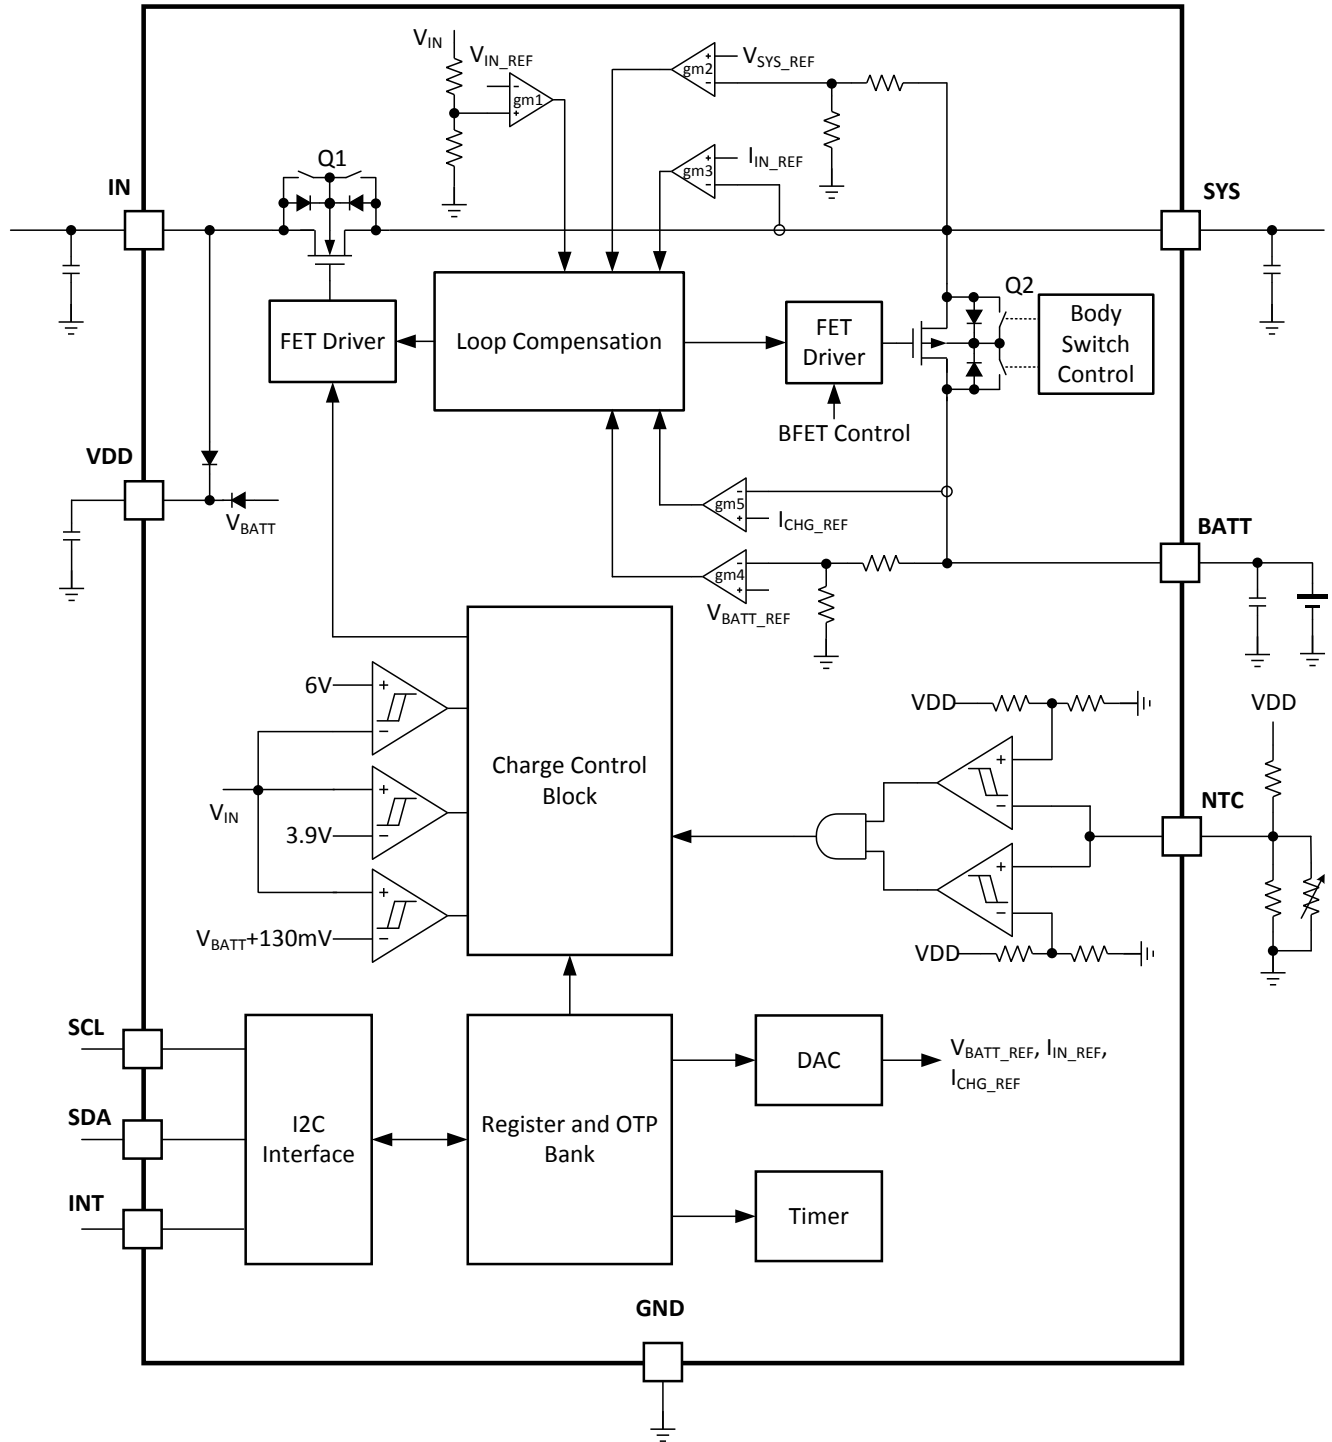 V_IN
V_IN_REF
gm1
+
-
+
gm2
-
V_SYS_REF
+
gm3
-
I_IN_REF
Q1
IN
SYS
FET Driver
Loop Compensation
FET
Driver
Q2
Body
Switch
Control
BFET Control
VDD
V_BATT
-
gm5
+
I_CHG_REF
BATT
-
gm4
+
V_BATT_REF
6V
+
-
V_IN
+
3.9V
-
+
V_BATT+130mV
-
Charge Control
Block
VDD
+
-
+
-
VDD
VDD
NTC
SCL
SDA
INT
I2C
Interface
Register and OTP
Bank
DAC
V_BATT_REF, I_IN_REF,
I_CHG_REF
Timer
GND